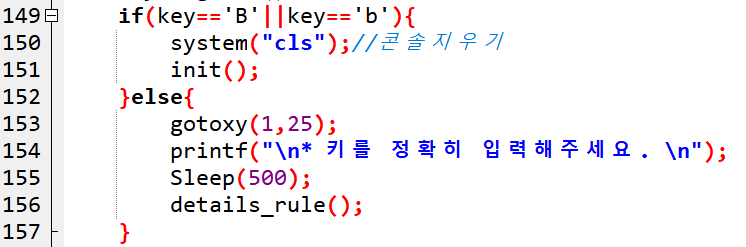 149 if(key=='B'||key=='b'){
150 system("cls");//콘솔지우기
151 init();
152 }else{
153 gotoxy(1,25);
154 printf("\n* 키를 정확히 입력해주세요. \n");
155 Sleep(500);
156 details_rule();
157 }